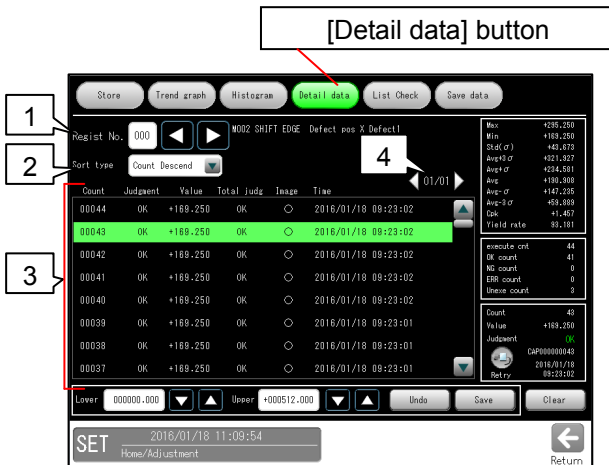 [Detail data] button
Store Trend graph Histogram Detail data List Check Save data
1
Regist No. 000 M002 SHIFT EDGE Defect pos X Defect1
2
Sort type Count Descend
4
01/01
3
Count Judgment Value Total judg Image Time
00044 OK +169.250 OK ○ 2016/01/18 09:23:02
00043 OK +169.250 OK ○ 2016/01/18 09:23:02
00042 OK +169.250 OK ○ 2016/01/18 09:23:02
00041 OK +169.250 OK ○ 2016/01/18 09:23:02
00040 OK +169.250 OK ○ 2016/01/18 09:23:02
00039 OK +169.250 OK ○ 2016/01/18 09:23:01
00038 OK +169.250 OK ○ 2016/01/18 09:23:01
00037 OK +169.250 OK ○ 2016/01/18 09:23:01
Max +295.250
Min +169.250
Std(σ) +43.673
Avg+3σ +321.927
Avg+σ +234.581
Avg +190.908
Avg-σ +147.235
Avg-3σ +59.889
Cpk +1.457
Yield rate 93.181
execute cnt 44
OK count 41
NG count 0
ERR count 0
Unexe count 3
Count 43
Value +169.250
Judgment OK
CAP000000043
2016/01/18
Retry 09:23:02
Lower 000000.000 Upper +000512.000 Undo Save Clear
SET 2016/01/18 11:09:54
Home/Adjustment
Return